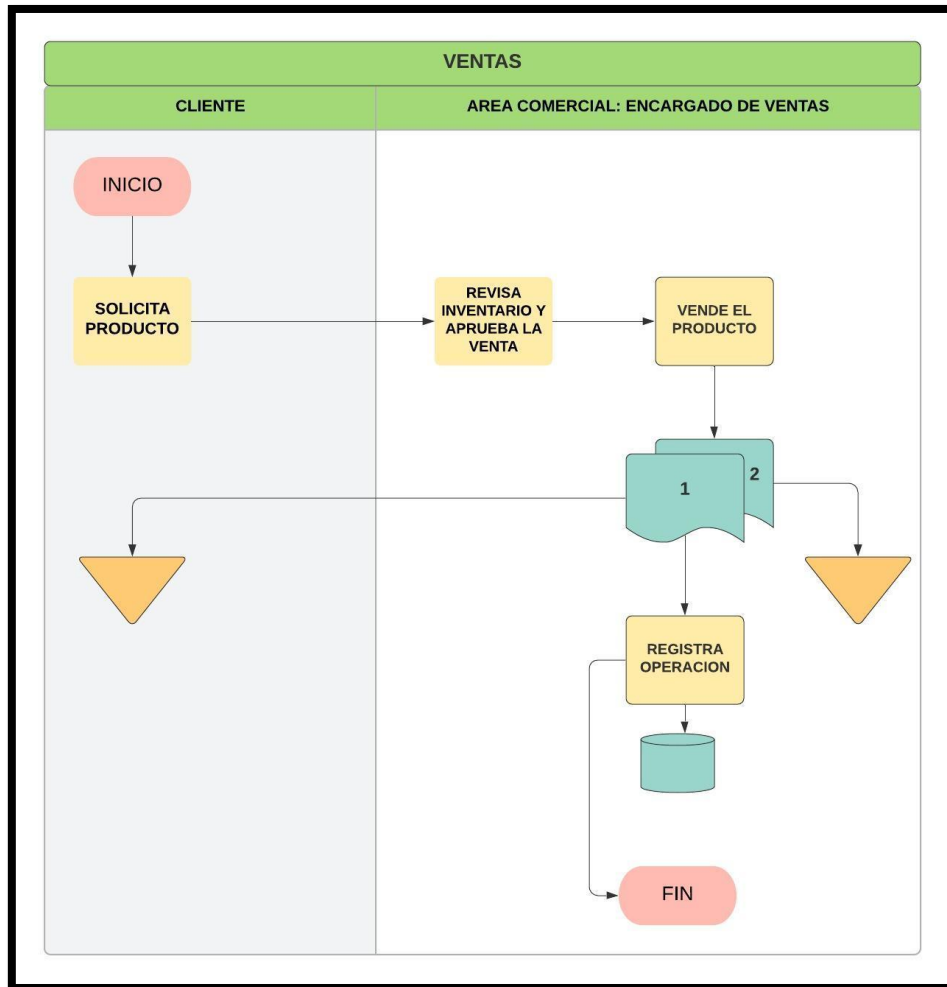 VENTAS
CLIENTE
AREA COMERCIAL: ENCARGADO DE VENTAS
INICIO
SOLICITA
PRODUCTO
REVISA
INVENTARIO Y
APRUEBA LA
VENTA
VENDE EL
PRODUCTO
1
2
REGISTRA
OPERACION
FIN